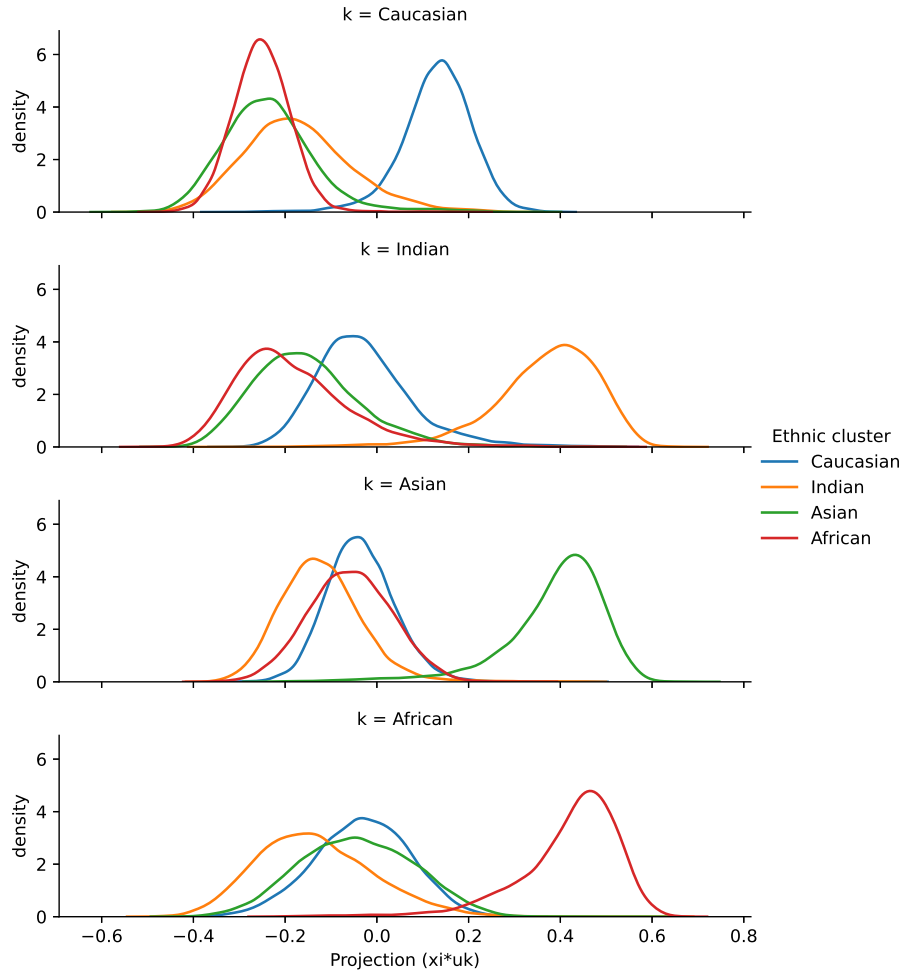 k = Caucasian
6
4
2
0
density
k = Indian
6
4
2
0
density
Ethnic cluster
Caucasian
Indian
Asian
African
k = Asian
6
4
2
0
density
k = African
6
4
2
0
density
−0.6 −0.4 −0.2 0.0 0.2 0.4 0.6 0.8
Projection (xi*uk)